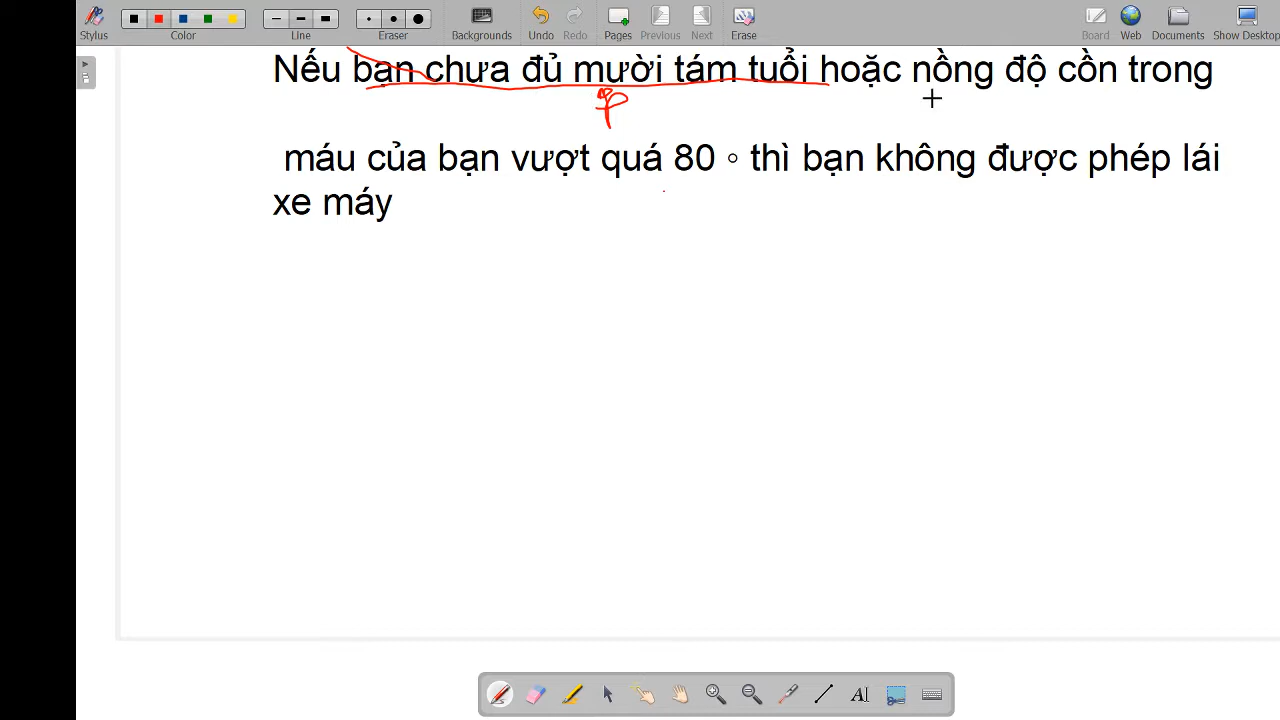 Stylus Color Line Eraser Backgrounds Undo Redo Pages Previous Next Erase Board Web Documents Show Desktop
Nếu bạn chưa đủ mười tám tuổi hoặc nồng độ cồn trong
p
máu của bạn vượt quá 80 ◦ thì bạn không được phép lái
xe máy